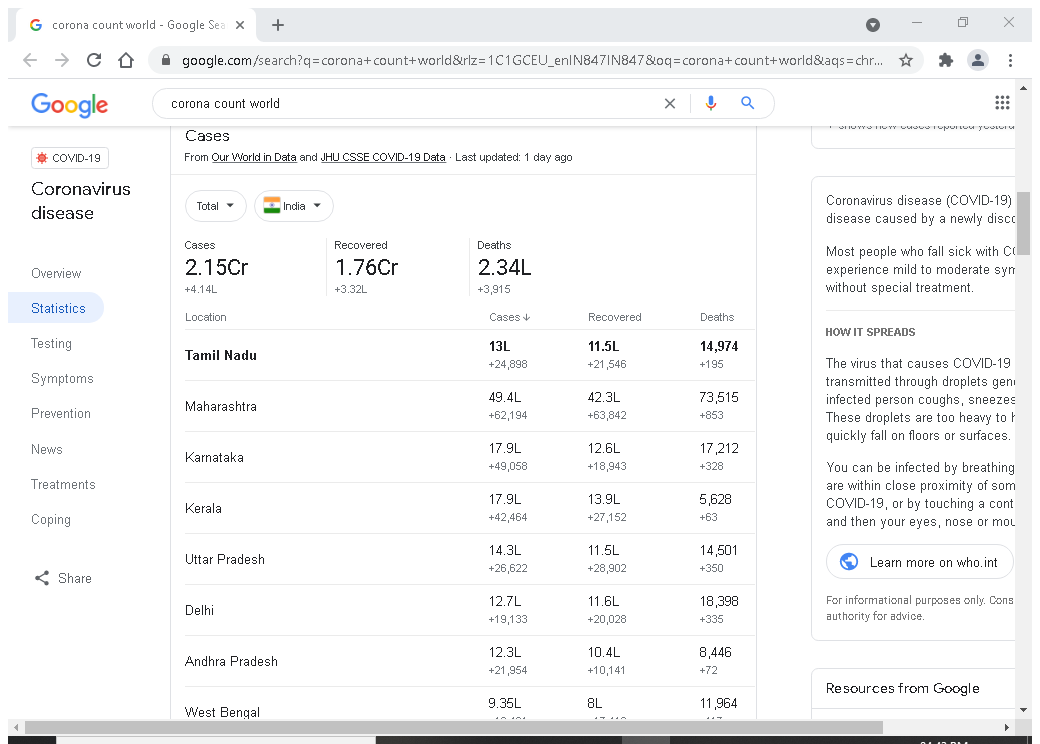 corona count world - Google Sea
google.com/search?q=corona+count+world&rlz=1C1GCEU_enIN847IN847&oq=corona+count+world&aqs=chr...
Google
corona count world
COVID-19
Coronavirus
disease
Overview
Statistics
Testing
Symptoms
Prevention
News
Treatments
Coping
Share
Cases
From Our World in Data and JHU CSSE COVID-19 Data · Last updated: 1 day ago
Total
India
Cases Recovered Deaths
2.15Cr 1.76Cr 2.34L
+4.14L +3.32L +3,915
Location Cases ↓ Recovered Deaths
Tamil Nadu 13L 11.5L 14,974
+24,898 +21,546 +195
Maharashtra 49.4L 42.3L 73,515
+62,194 +63,842 +853
Karnataka 17.9L 12.6L 17,212
+49,058 +18,943 +328
Kerala 17.9L 13.9L 5,628
+42,464 +27,152 +63
Uttar Pradesh 14.3L 11.5L 14,501
+26,622 +28,902 +350
Delhi 12.7L 11.6L 18,398
+19,133 +20,028 +335
Andhra Pradesh 12.3L 10.4L 8,446
+21,954 +10,141 +72
West Bengal 9.35L 8L 11,964
+ shows new cases reported yesterd
Coronavirus disease (COVID-19)
disease caused by a newly disco
Most people who fall sick with CO
experience mild to moderate sym
without special treatment.
HOW IT SPREADS
The virus that causes COVID-19
transmitted through droplets gene
infected person coughs, sneezes
These droplets are too heavy to h
quickly fall on floors or surfaces.
You can be infected by breathing
are within close proximity of som
COVID-19, or by touching a cont
and then your eyes, nose or mou
Learn more on who.int
For informational purposes only. Cons
authority for advice.
Resources from Google